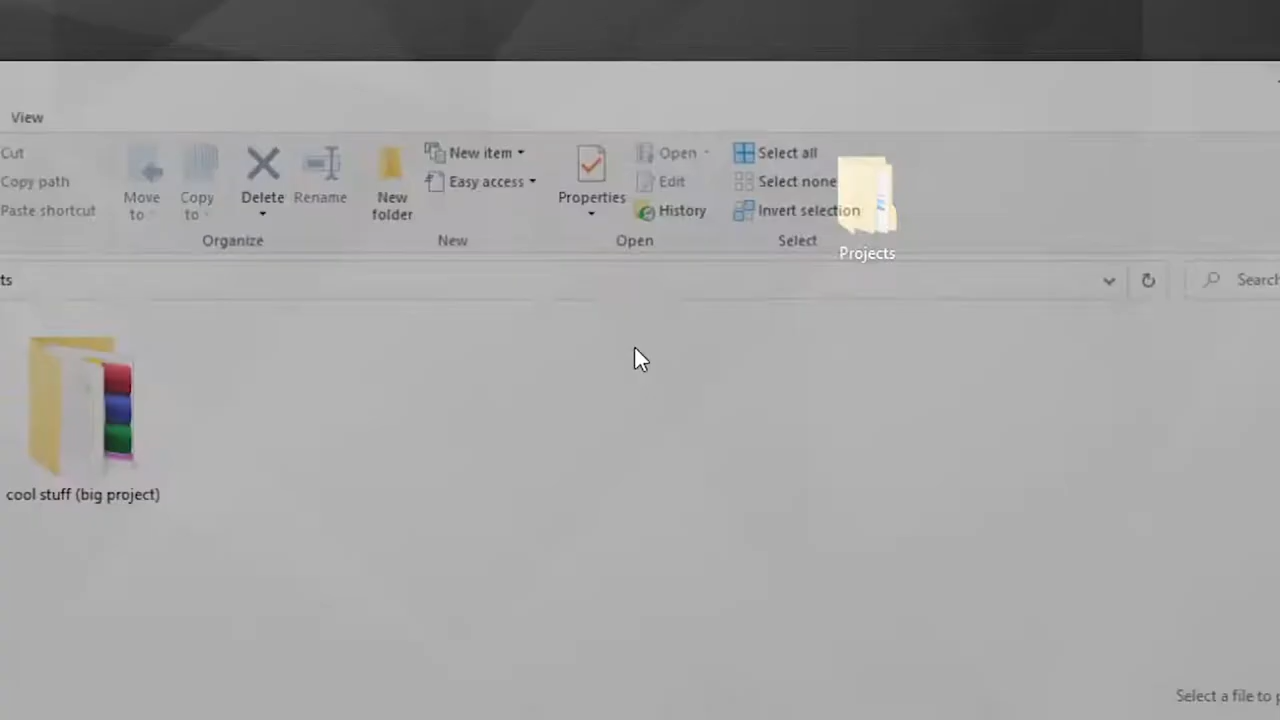 View
Cut
Copy path
Paste shortcut
Move to
Copy to
Delete
Rename
New folder
New item
Easy access
Properties
Open
Edit
History
Select all
Select none
Invert selection
Organize
New
Open
Select
Projects
ts
Search
cool stuff (big project)
Select a file to p